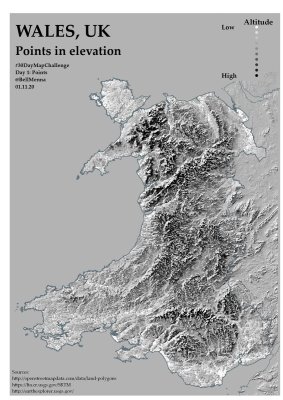 WALES, UK
Points in elevation
#30DayMapChallenge
Day 1: Points
@BellMenna
01.11.20
Altitude
Low
High
Sources
http://openstreetmapdata.com/data/land-polygons
https://lta.cr.usgs.gov/SRTM
http://earthexplorer.usgs.gov/